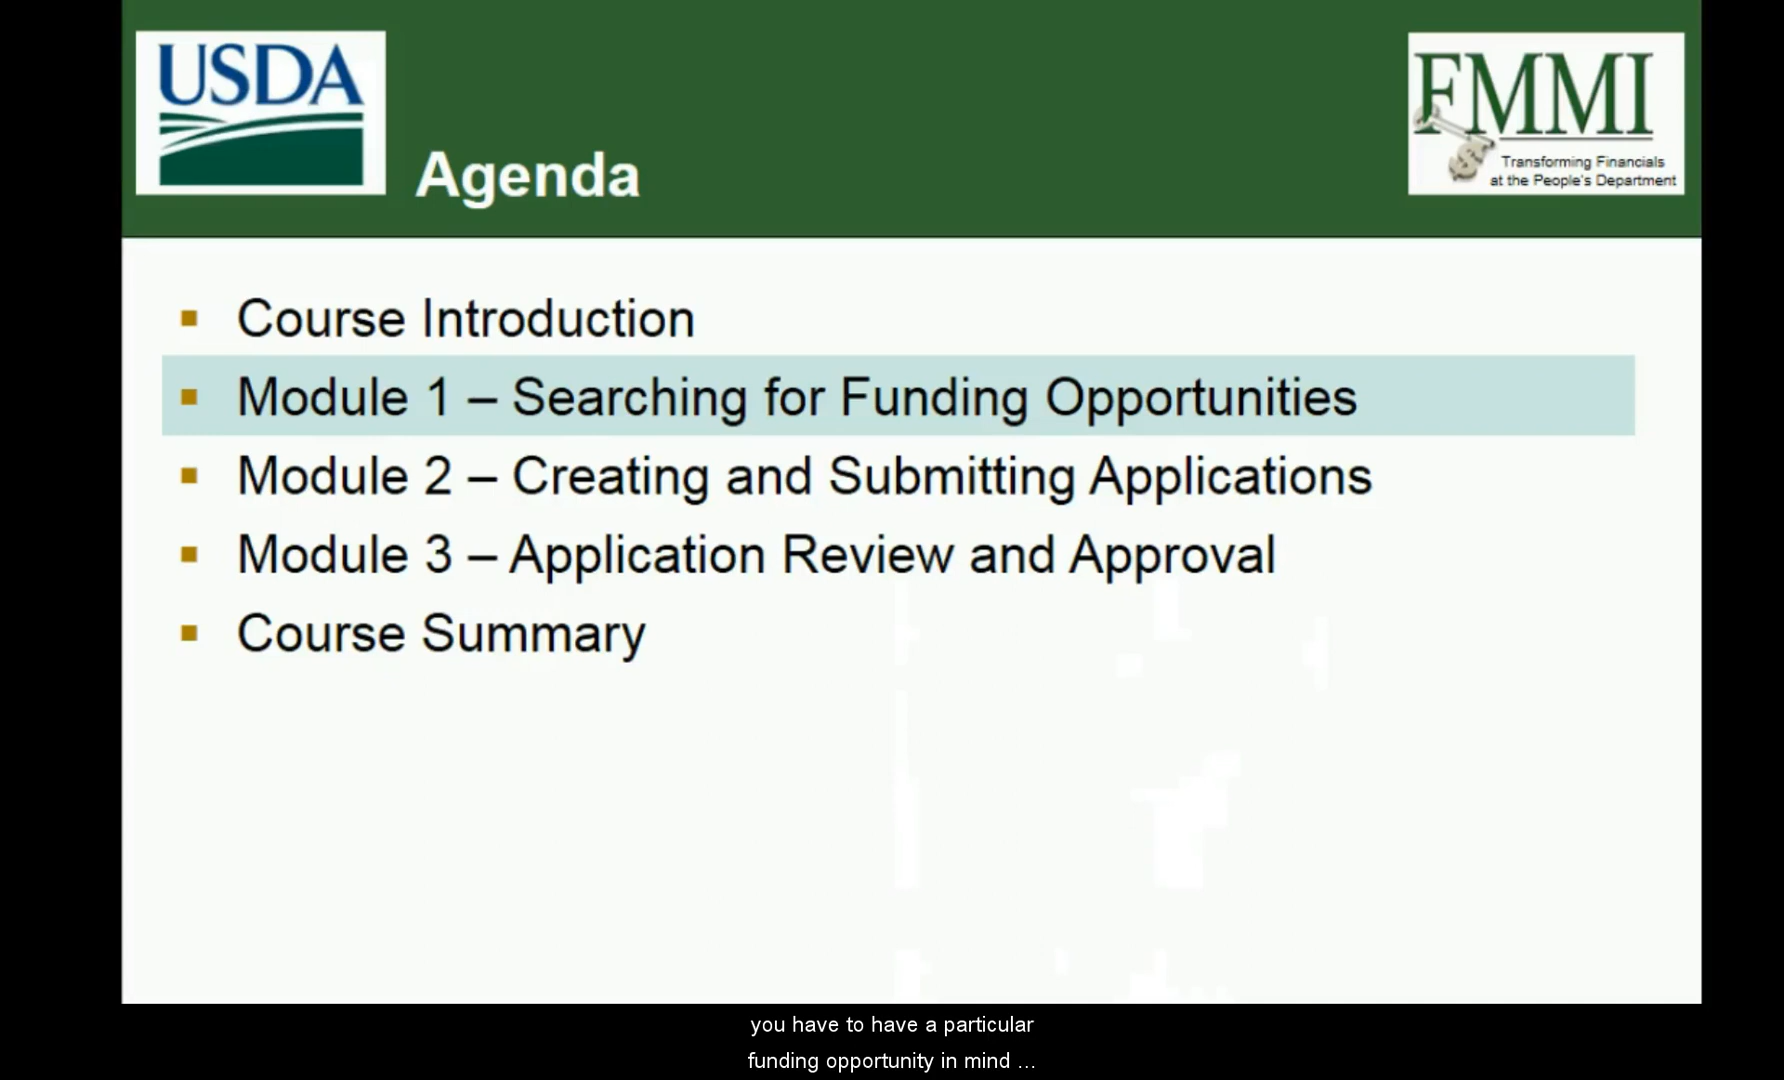 USDA
FMMI
Transforming Financials
at the People's Department
Agenda
▪ Course Introduction
▪ Module 1 – Searching for Funding Opportunities
▪ Module 2 – Creating and Submitting Applications
▪ Module 3 – Application Review and Approval
▪ Course Summary
you have to have a particular
funding opportunity in mind ...